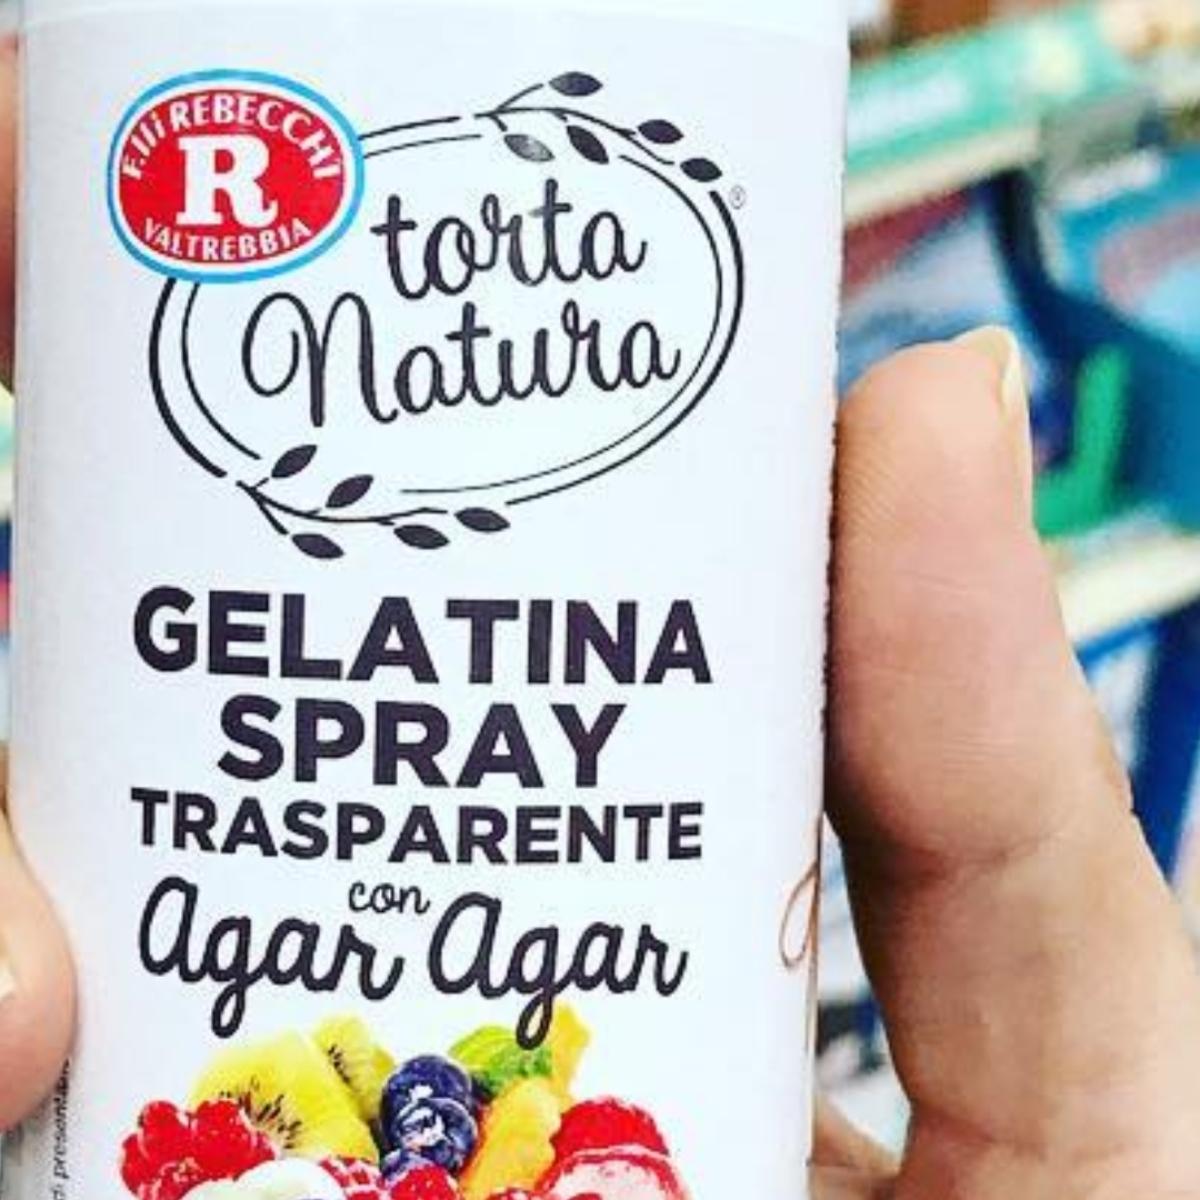 F.lli REBECCHI
R
VALTREBBIA
torta
Natura
®
GELATINA
SPRAY
TRASPARENTE
con
Agar Agar